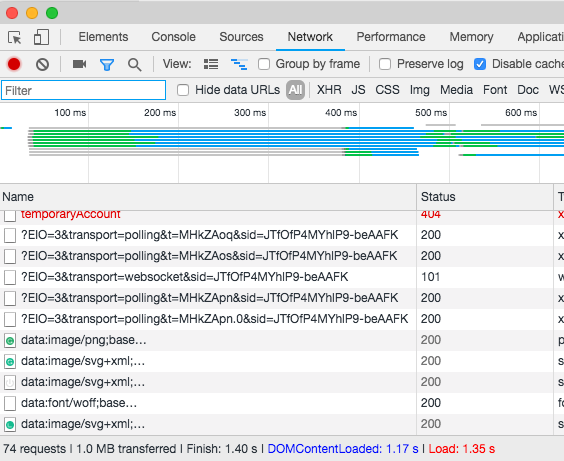 Elements Console Sources Network Performance Memory Applicati
View: Group by frame Preserve log Disable cache
Filter Hide data URLs All XHR JS CSS Img Media Font Doc WS
100 ms 200 ms 300 ms 400 ms 500 ms 600 ms
Name Status T
temporaryAccount 404 x
?EIO=3&transport=polling&t=MHkZAoq&sid=JTfOfP4MYhlP9-beAAFK 200 x
?EIO=3&transport=polling&t=MHkZAos&sid=JTfOfP4MYhlP9-beAAFK 200 x
?EIO=3&transport=websocket&sid=JTfOfP4MYhlP9-beAAFK 101 w
?EIO=3&transport=polling&t=MHkZApn&sid=JTfOfP4MYhlP9-beAAFK 200 x
?EIO=3&transport=polling&t=MHkZApn.0&sid=JTfOfP4MYhlP9-beAAFK 200 x
data:image/png;base... 200 p
data:image/svg+xml;... 200 s
data:image/svg+xml;... 200 s
data:font/woff;base... 200 fo
data:image/svg+xml;... 200 s
74 requests | 1.0 MB transferred | Finish: 1.40 s | DOMContentLoaded: 1.17 s | Load: 1.35 s